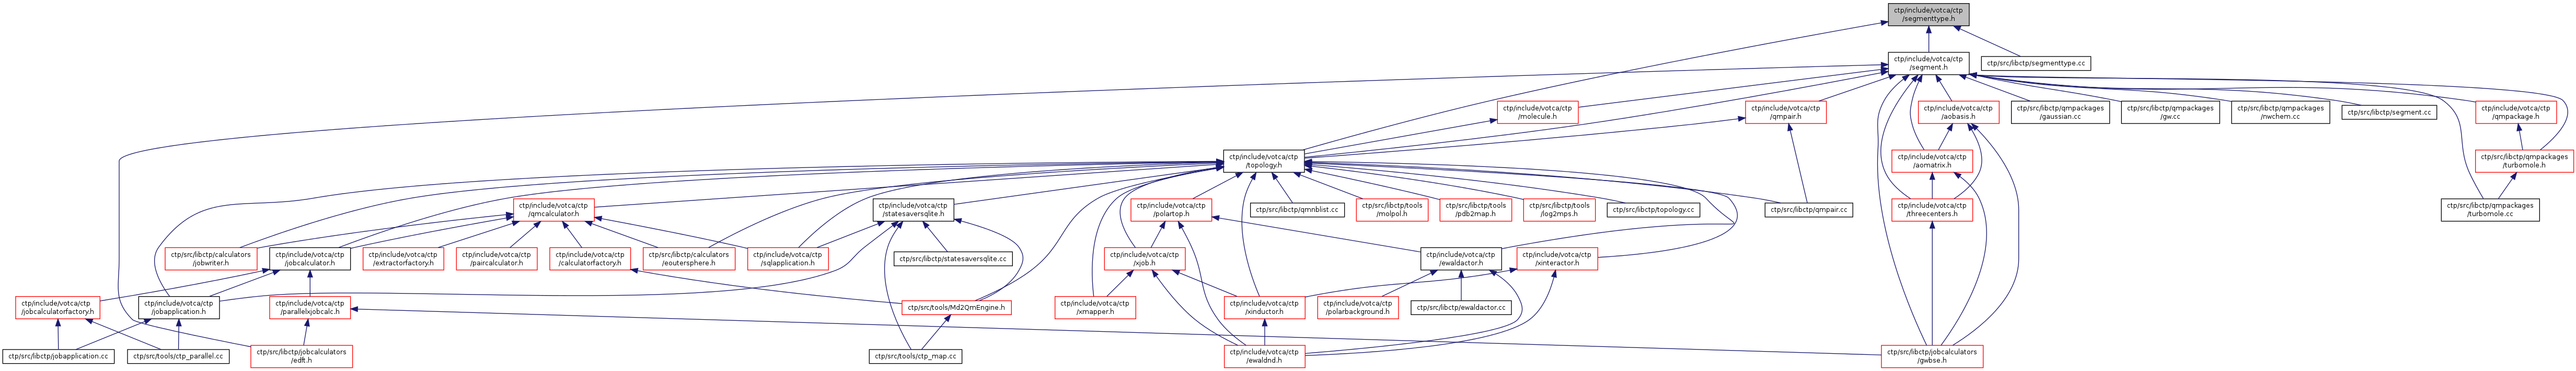 ctp/include/votca/ctp
/segmenttype.h
ctp/include/votca/ctp
/segment.h
ctp/src/libctp/segmenttype.cc
ctp/include/votca/ctp
/molecule.h
ctp/include/votca/ctp
/qmpair.h
ctp/include/votca/ctp
/aobasis.h
ctp/src/libctp/qmpackages
/gaussian.cc
ctp/src/libctp/qmpackages
/gw.cc
ctp/src/libctp/qmpackages
/nwchem.cc
ctp/src/libctp/segment.cc
ctp/include/votca/ctp
/qmpackage.h
ctp/include/votca/ctp
/topology.h
ctp/include/votca/ctp
/aomatrix.h
ctp/src/libctp/qmpackages
/turbomole.h
ctp/include/votca/ctp
/qmcalculator.h
ctp/include/votca/ctp
/statesaversqlite.h
ctp/include/votca/ctp
/polartop.h
ctp/src/libctp/qmnblist.cc
ctp/src/libctp/tools
/molpol.h
ctp/src/libctp/tools
/pdb2map.h
ctp/src/libctp/tools
/log2mps.h
ctp/src/libctp/topology.cc
ctp/src/libctp/qmpair.cc
ctp/include/votca/ctp
/threecenters.h
ctp/src/libctp/qmpackages
/turbomole.cc
ctp/src/libctp/calculators
/jobwriter.h
ctp/include/votca/ctp
/jobcalculator.h
ctp/include/votca/ctp
/extractorfactory.h
ctp/include/votca/ctp
/paircalculator.h
ctp/include/votca/ctp
/calculatorfactory.h
ctp/src/libctp/calculators
/eoutersphere.h
ctp/include/votca/ctp
/sqlapplication.h
ctp/src/libctp/statesaversqlite.cc
ctp/include/votca/ctp
/xjob.h
ctp/include/votca/ctp
/ewaldactor.h
ctp/include/votca/ctp
/xinteractor.h
ctp/include/votca/ctp
/jobcalculatorfactory.h
ctp/include/votca/ctp
/jobapplication.h
ctp/include/votca/ctp
/parallelxjobcalc.h
ctp/src/tools/Md2QmEngine.h
ctp/include/votca/ctp
/xmapper.h
ctp/include/votca/ctp
/xinductor.h
ctp/include/votca/ctp
/polarbackground.h
ctp/src/libctp/ewaldactor.cc
ctp/src/libctp/jobapplication.cc
ctp/src/tools/ctp_parallel.cc
ctp/src/libctp/jobcalculators
/edft.h
ctp/src/tools/ctp_map.cc
ctp/include/votca/ctp
/ewaldnd.h
ctp/src/libctp/jobcalculators
/gwbse.h